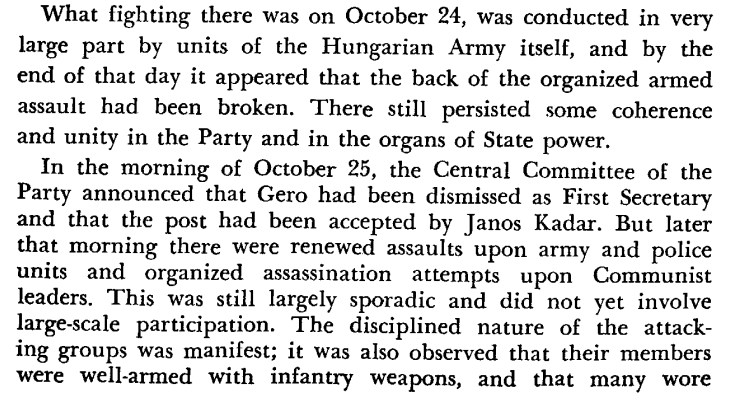 What fighting there was on October 24, was conducted in very
large part by units of the Hungarian Army itself, and by the
end of that day it appeared that the back of the organized armed
assault had been broken. There still persisted some coherence
and unity in the Party and in the organs of State power.
In the morning of October 25, the Central Committee of the
Party announced that Gero had been dismissed as First Secretary
and that the post had been accepted by Janos Kadar. But later
that morning there were renewed assaults upon army and police
units and organized assassination attempts upon Communist
leaders. This was still largely sporadic and did not yet involve
large-scale participation. The disciplined nature of the attack-
ing groups was manifest; it was also observed that their members
were well-armed with infantry weapons, and that many wore